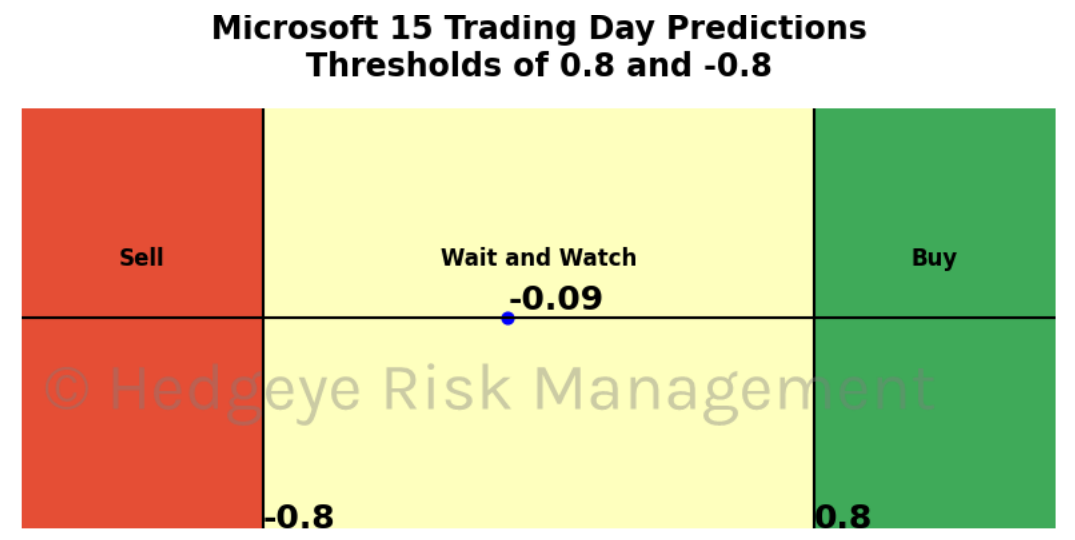 Microsoft 15 Trading Day Predictions
Thresholds of 0.8 and -0.8
Sell
Wait and Watch
Buy
-0.09
© Hedgeye Risk Management
-0.8
0.8